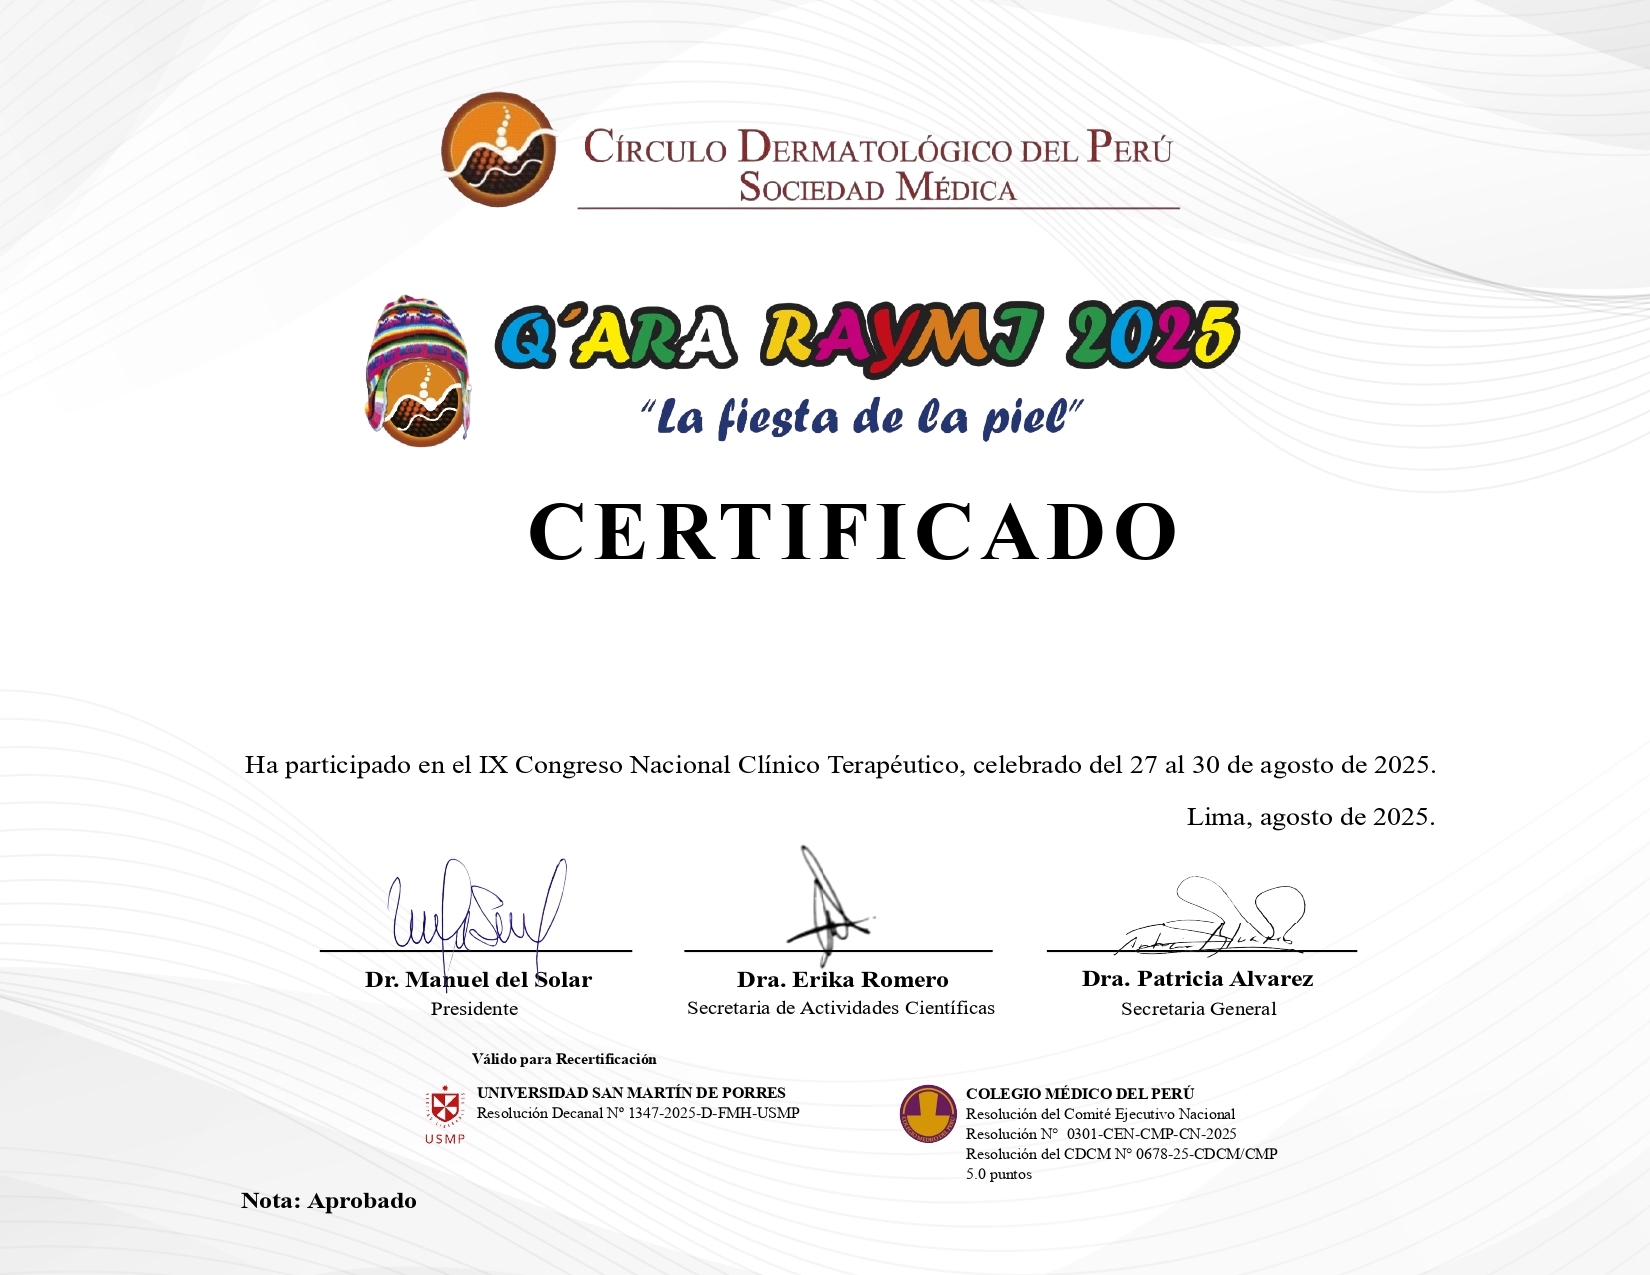 CÍRCULO DERMATOLÓGICO DEL PERÚ
SOCIEDAD MÉDICA
Q´ARA RAYMI 2025
“La fiesta de la piel”
CERTIFICADO
Ha participado en el IX Congreso Nacional Clínico Terapéutico, celebrado del 27 al 30 de agosto de 2025.
Lima, agosto de 2025.
Dr. Manuel del Solar
Presidente
Dra. Erika Romero
Secretaria de Actividades Científicas
Dra. Patricia Alvarez
Secretaria General
Válido para Recertificación
USMP
UNIVERSIDAD SAN MARTÍN DE PORRES
Resolución Decanal Nº 1347-2025-D-FMH-USMP
COLEGIO MÉDICO DEL PERÚ
Resolución del Comité Ejecutivo Nacional
Resolución N° 0301-CEN-CMP-CN-2025
Resolución del CDCM N° 0678-25-CDCM/CMP
5.0 puntos
Nota: Aprobado